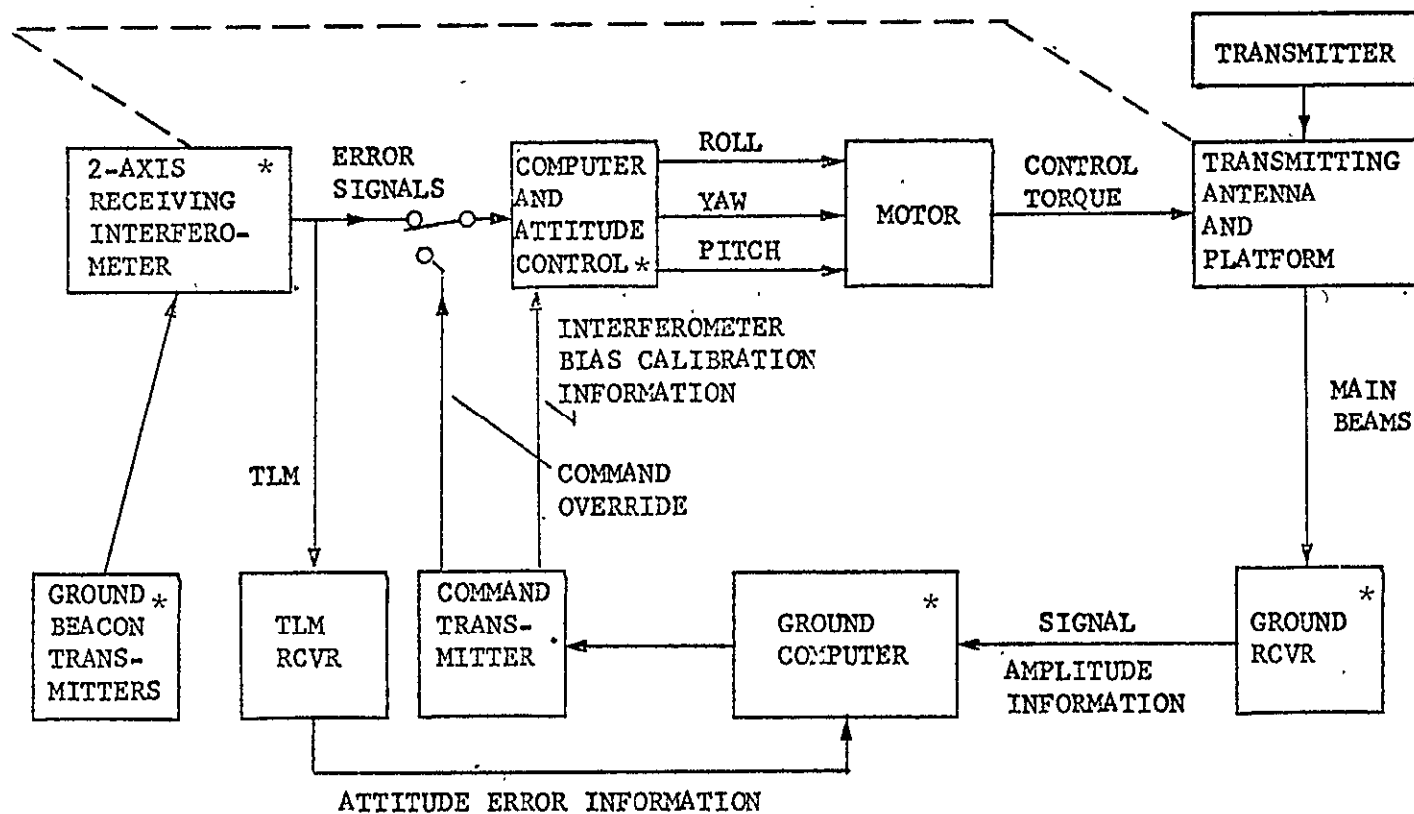 TRANSMITTER
2-AXIS *
RECEIVING
INTERFERO-
METER
ERROR
SIGNALS
COMPUTER
AND
ATTITUDE
CONTROL *
ROLL
YAW
PITCH
MOTOR
CONTROL
TORQUE
TRANSMITTING
ANTENNA
AND
PLATFORM
INTERFEROMETER
BIAS CALIBRATION
INFORMATION
MAIN
BEAMS
TLM
COMMAND
OVERRIDE
GROUND *
BEACON
TRANS-
MITTERS
TLM
RCVR
COMMAND
TRANS-
MITTER
*
GROUND
COMPUTER
SIGNAL
AMPLITUDE
INFORMATION
*
GROUND
RCVR
ATTITUDE ERROR INFORMATION